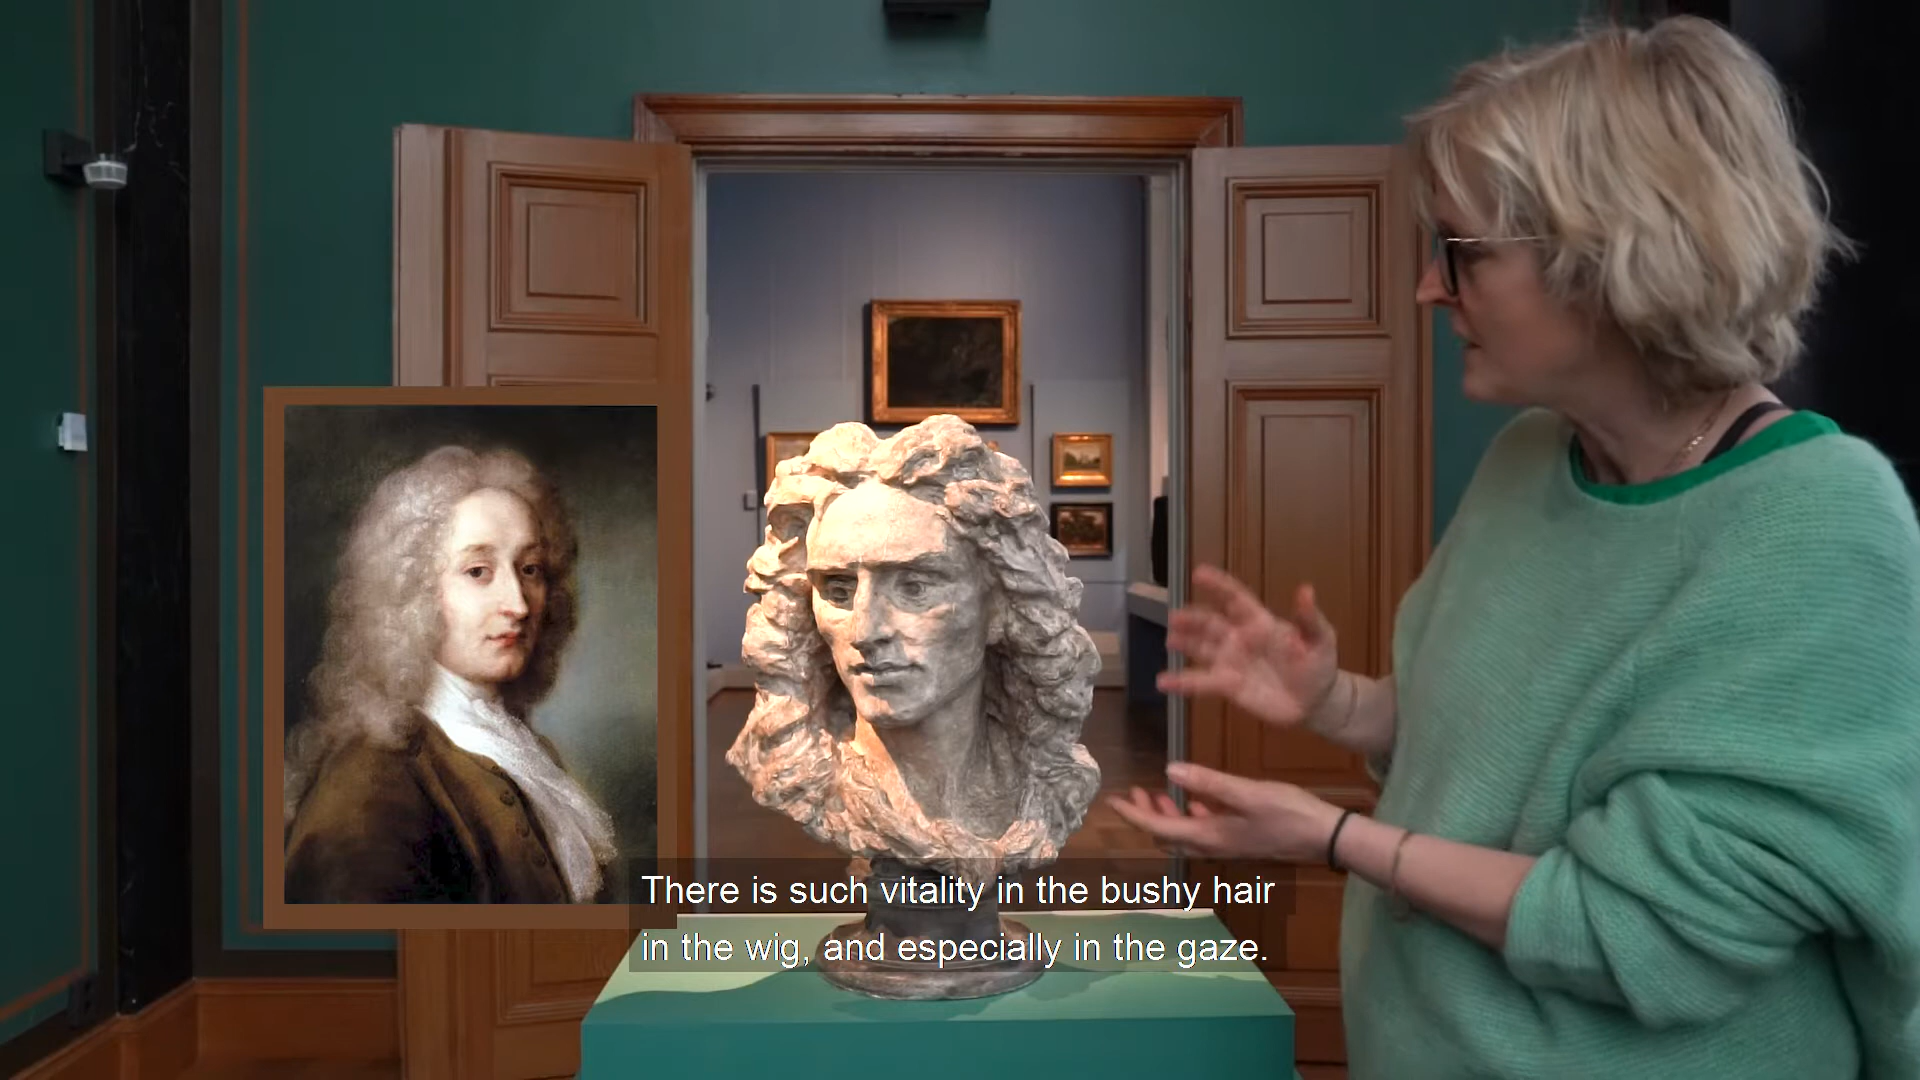 There is such vitality in the bushy hair
in the wig, and especially in the gaze.